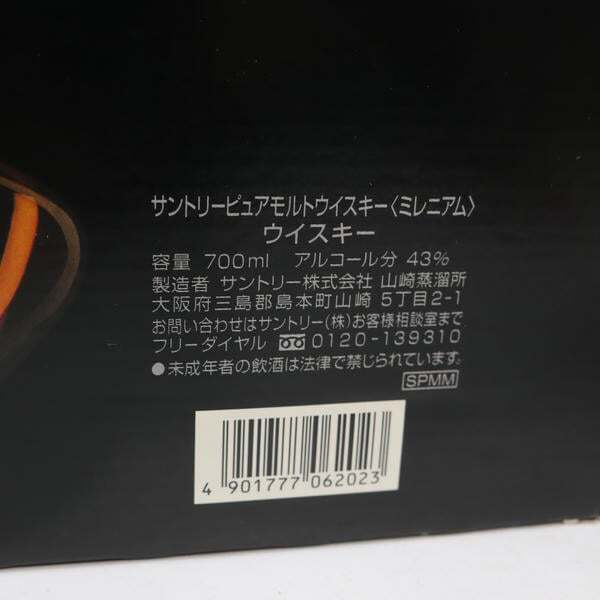 サントリーピュアモルトウイスキー〈ミレニアム〉
ウイスキー
容量 700ml アルコール分 43%
製造者 サントリー株式会社 山崎蒸溜所
大阪府三島郡島本町山崎 5丁目2-1
お問い合わせはサントリー(株)お客様相談室まで
フリーダイヤル 0120-139310
●未成年者の飲酒は法律で禁じられています。
SPMM
4 901777 062023